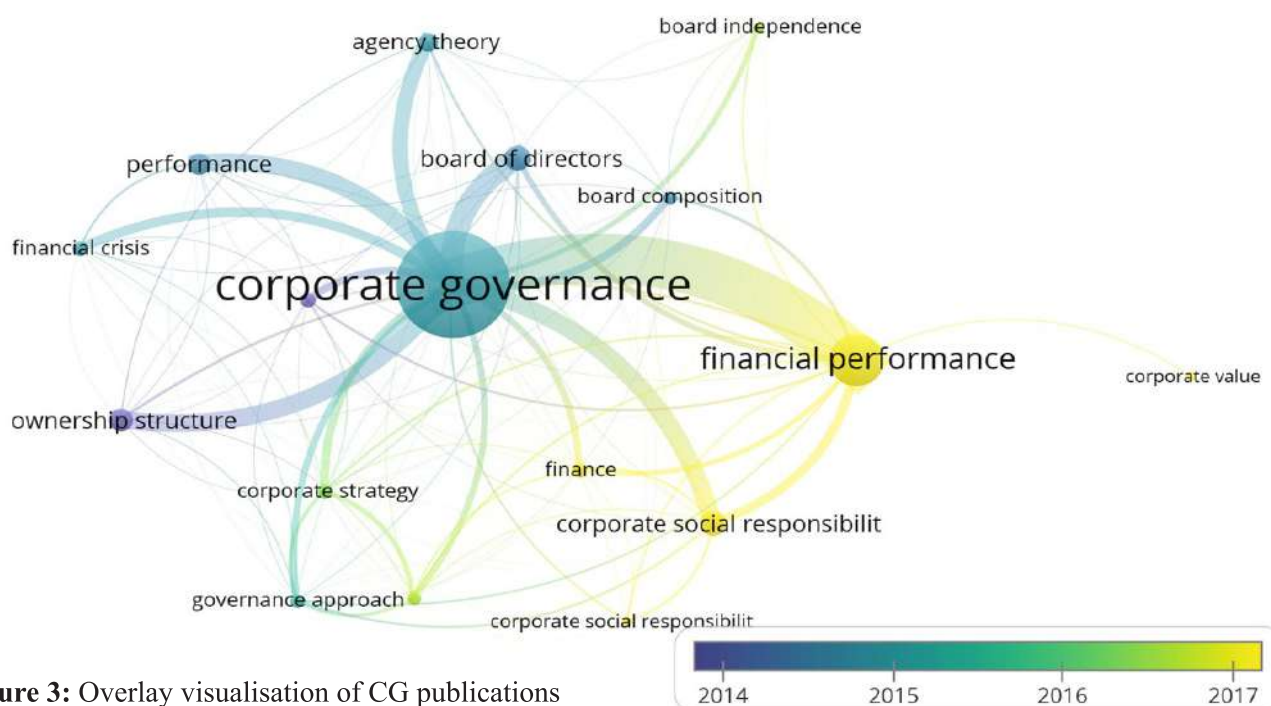 board independence
agency theory
performance
board of directors
board composition
financial crisis
corporate governance
financial performance
corporate value
ownership structure
finance
corporate strategy
corporate social responsibilit
governance approach
corporate social responsibilit
2014 2015 2016 2017
ure 3: Overlay visualisation of CG publications